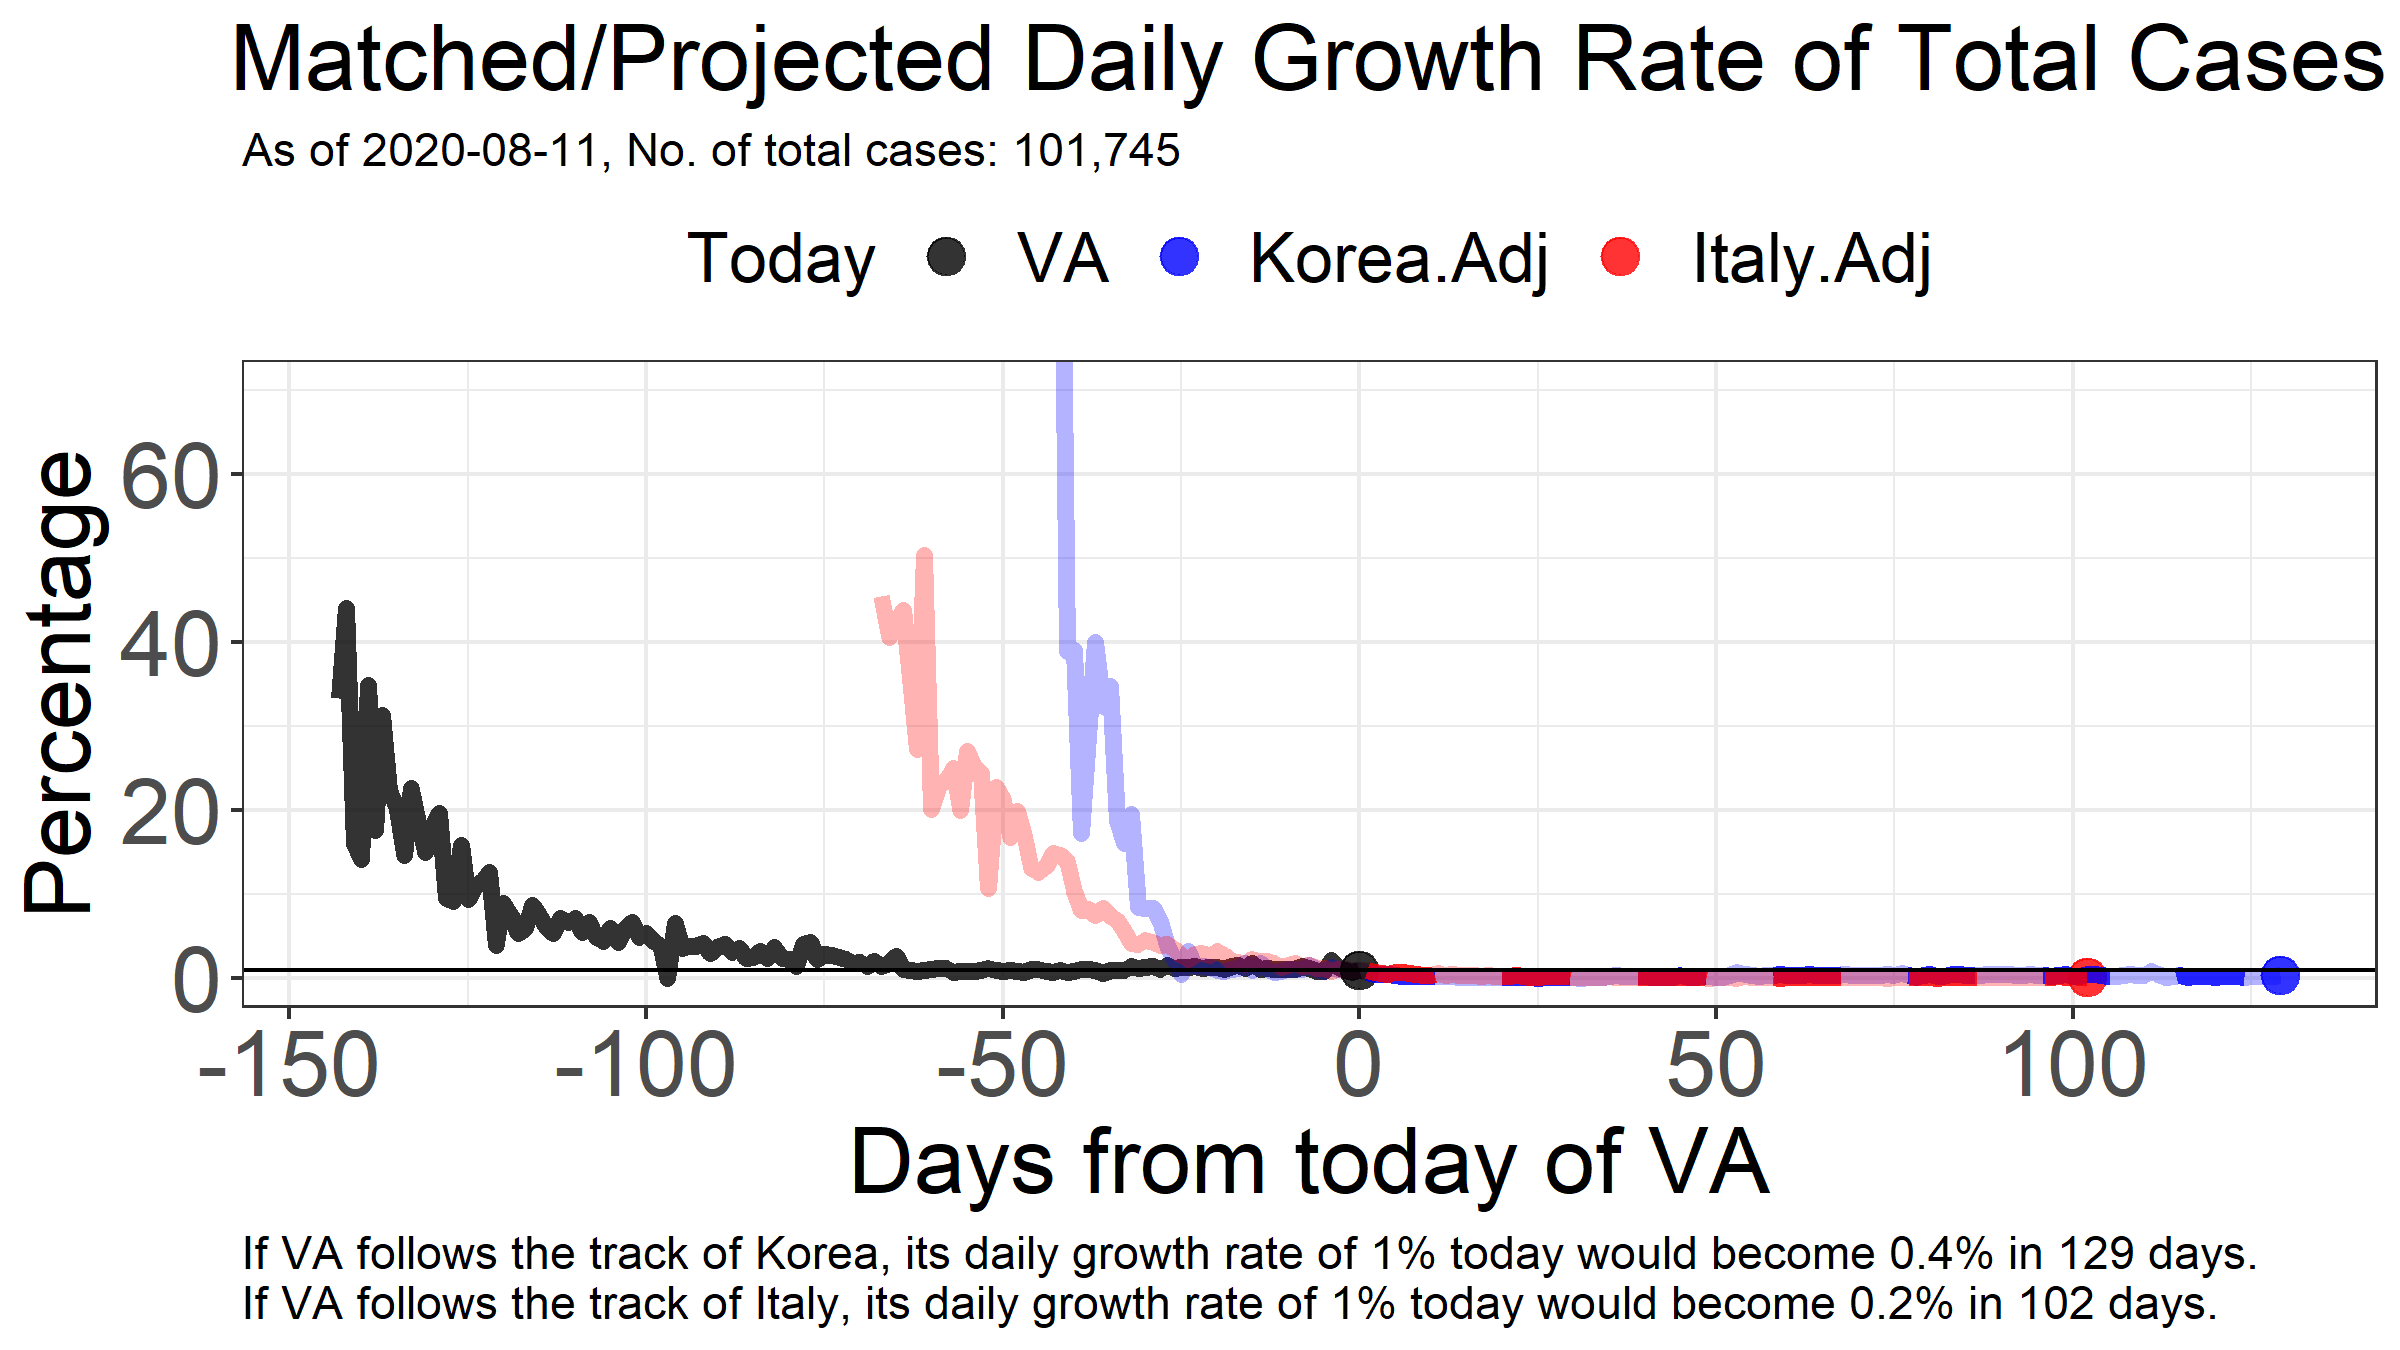 Matched/Projected Daily Growth Rate of Total Cases
As of 2020-08-11, No. of total cases: 101,745
Today VA Korea.Adj Italy.Adj
Percentage
60
40
20
0
-150 -100 -50 0 50 100
Days from today of VA
If VA follows the track of Korea, its daily growth rate of 1% today would become 0.4% in 129 days.
If VA follows the track of Italy, its daily growth rate of 1% today would become 0.2% in 102 days.